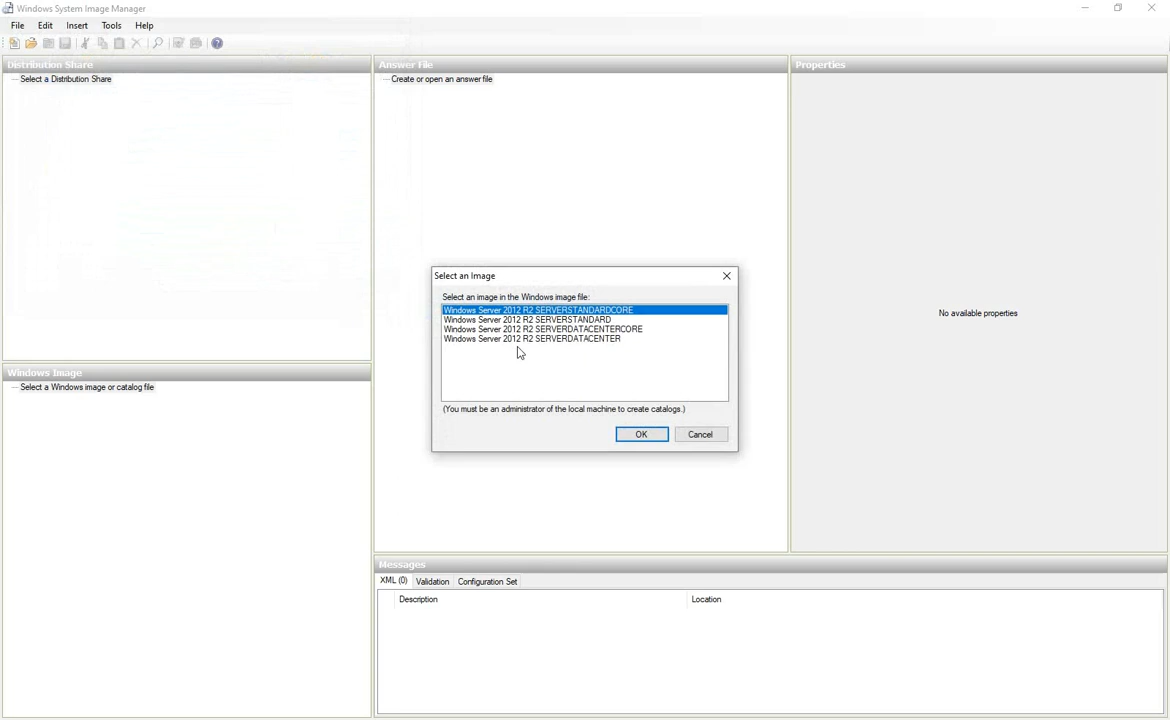 Windows System Image Manager
File Edit Insert Tools Help
Distribution Share
Select a Distribution Share
Answer File
Create or open an answer file
Properties
No available properties
Select an Image
Select an image in the Windows image file:
Windows Server 2012 R2 SERVERSTANDARDCORE
Windows Server 2012 R2 SERVERSTANDARD
Windows Server 2012 R2 SERVERDATACENTERCORE
Windows Server 2012 R2 SERVERDATACENTER
(You must be an administrator of the local machine to create catalogs.)
OK Cancel
Windows Image
Select a Windows image or catalog file
Messages
XML (0) Validation Configuration Set
Description Location